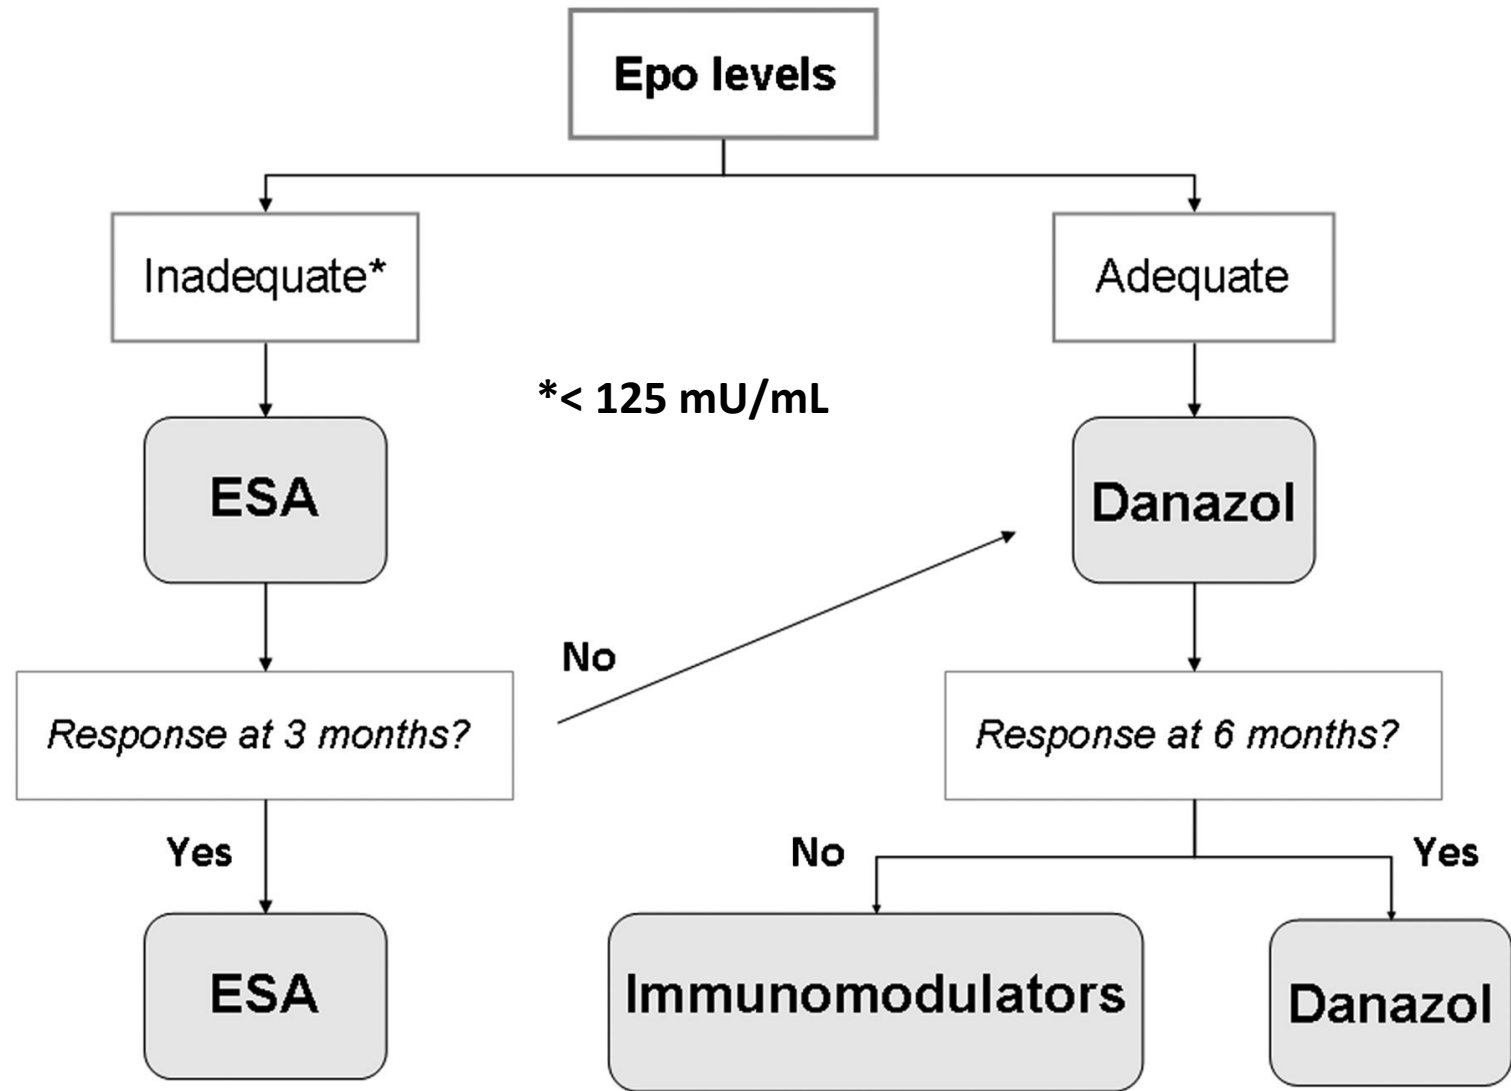 Epo levels
Inadequate*
Adequate
*< 125 mU/mL
ESA
Danazol
No
Response at 3 months?
Response at 6 months?
Yes
No
Yes
ESA
Immunomodulators
Danazol